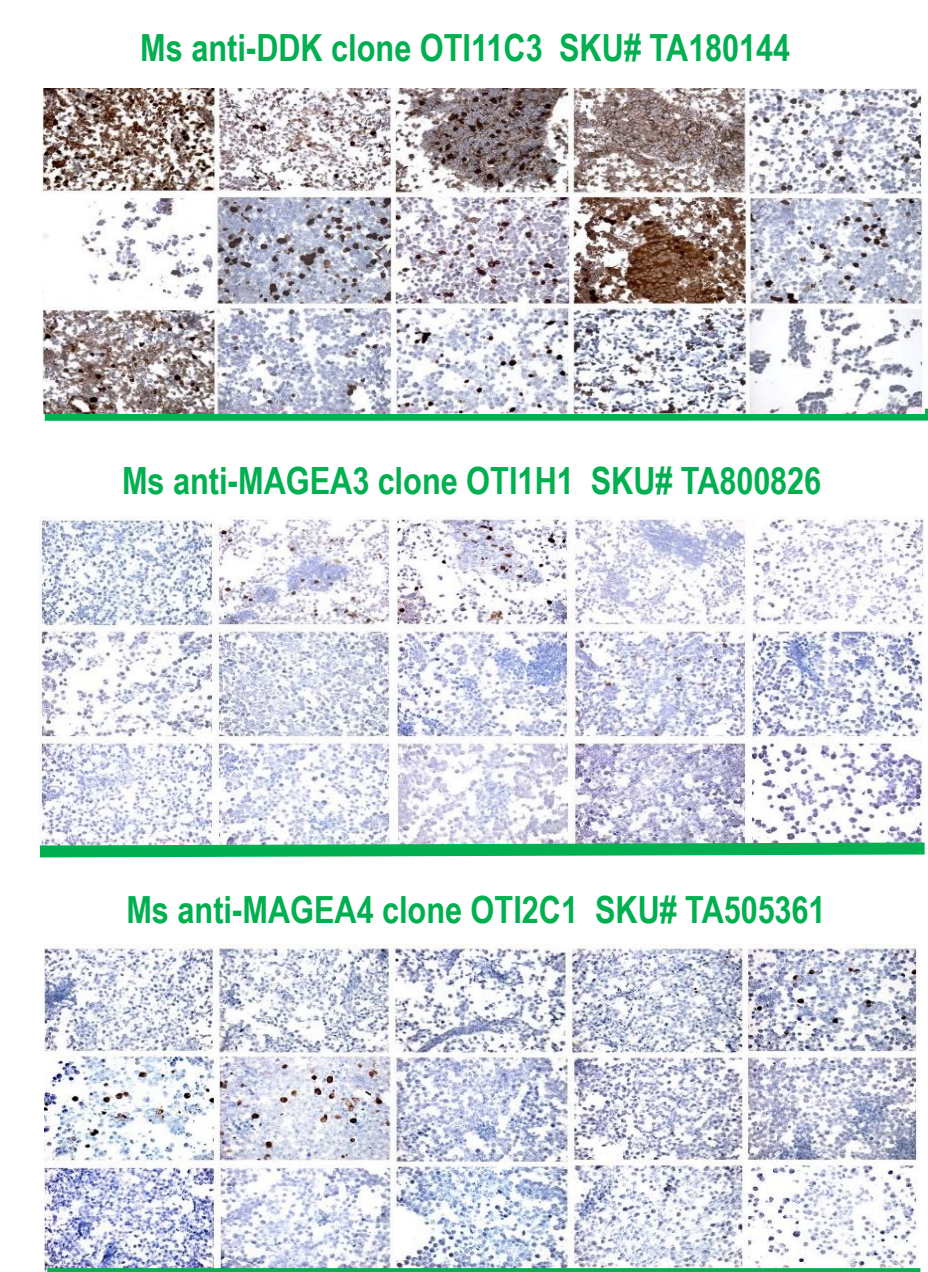 Ms anti-DDK clone OTI11C3 SKU# TA180144
Ms anti-MAGEA3 clone OTI1H1 SKU# TA800826
Ms anti-MAGEA4 clone OTI2C1 SKU# TA505361